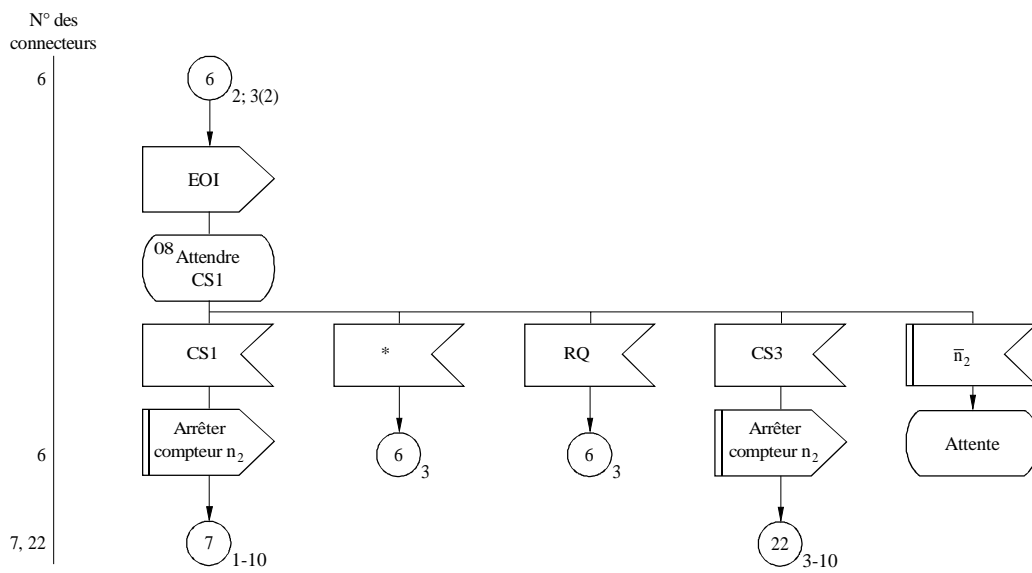 N° des
connecteurs
6
6
2; 3(2)
EOI
08 Attendre
CS1
CS1
*
RQ
CS3
n̅₂
Arrêter
compteur n₂
6
3
6
3
Arrêter
compteur n₂
Attente
6
7, 22
7
1-10
22
3-10